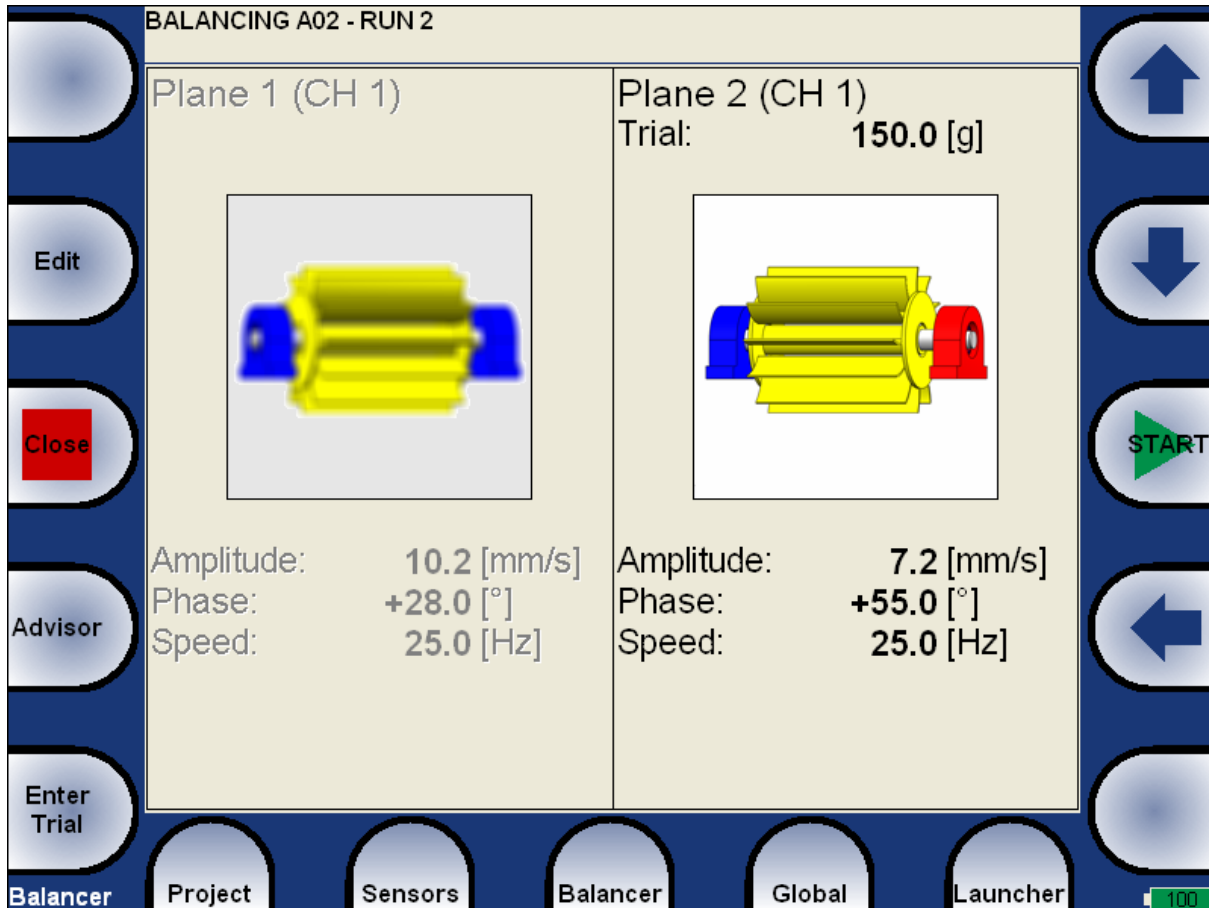 BALANCING A02 - RUN 2
Plane 1 (CH 1)
Amplitude: 10.2 [mm/s]
Phase: +28.0 [°]
Speed: 25.0 [Hz]
Plane 2 (CH 1)
Trial: 150.0 [g]
Amplitude: 7.2 [mm/s]
Phase: +55.0 [°]
Speed: 25.0 [Hz]
Edit
Close
Advisor
Enter
Trial
START
Balancer
Project
Sensors
Balancer
Global
Launcher
100